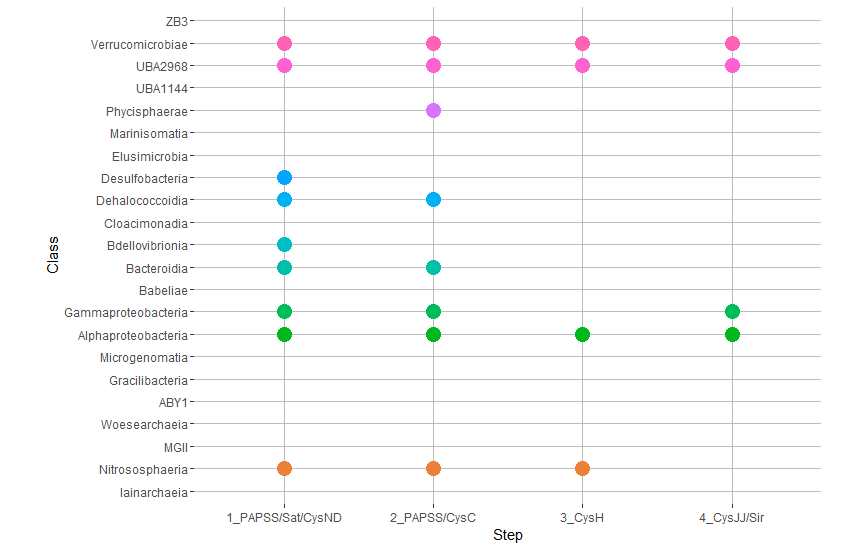 ZB3
Verrucomicrobiae
UBA2968
UBA1144
Phycisphaerae
Marinisomatia
Elusimicrobia
Desulfobacteria
Dehalococcoidia
Cloacimonadia
Bdellovibrionia
Bacteroidia
Babeliae
Gammaproteobacteria
Alphaproteobacteria
Microgenomatia
Gracilibacteria
ABY1
Woesearchaeia
MGII
Nitrososphaeria
Iainarchaeia
Class
1_PAPSS/Sat/CysND 2_PAPSS/CysC 3_CysH 4_CysJJ/Sir
Step